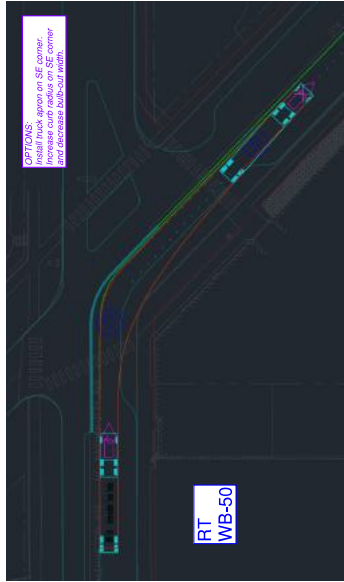 OPTIONS:
Install truck apron on SE corner.
Increase curb radius on SE corner
and decrease bulb-out width.
RT
WB-50